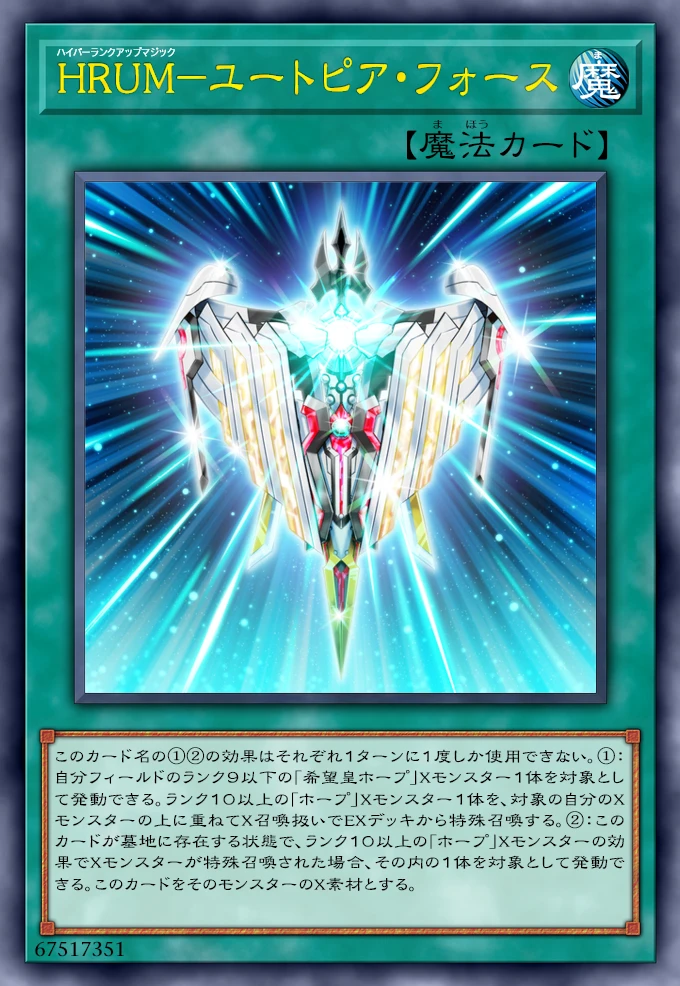 ハイパーランクアップマジック
HRUM－ユートピア・フォース
ま
魔
ま ほう
【魔法カード】
このカード名の①②の効果はそれぞれ１ターンに１度しか使用できない。①：
自分フィールドのランク９以下の「希望皇ホープ」Xモンスター１体を対象とし
て発動できる。ランク１０以上の「ホープ」Xモンスター１体を、対象の自分のX
モンスターの上に重ねてX召喚扱いでEXデッキから特殊召喚する。②：この
カードが墓地に存在する状態で、ランク１０以上の「ホープ」Xモンスターの効
果でXモンスターが特殊召喚された場合、その内の１体を対象として発動で
きる。このカードをそのモンスターのX素材とする。
67517351